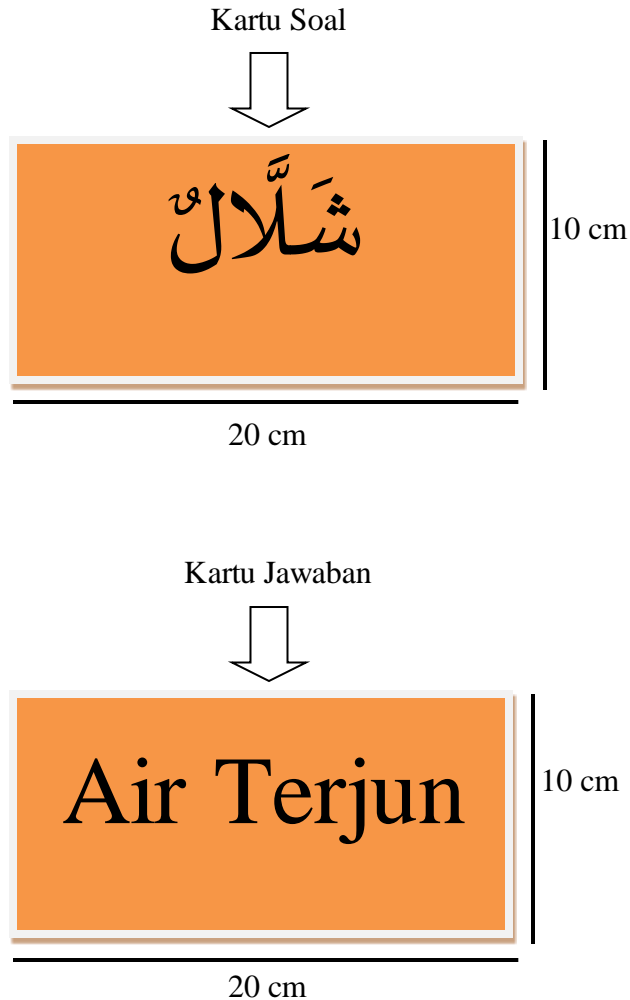 Kartu Soal
شَلَّالٌ
10 cm
20 cm
Kartu Jawaban
Air Terjun
10 cm
20 cm